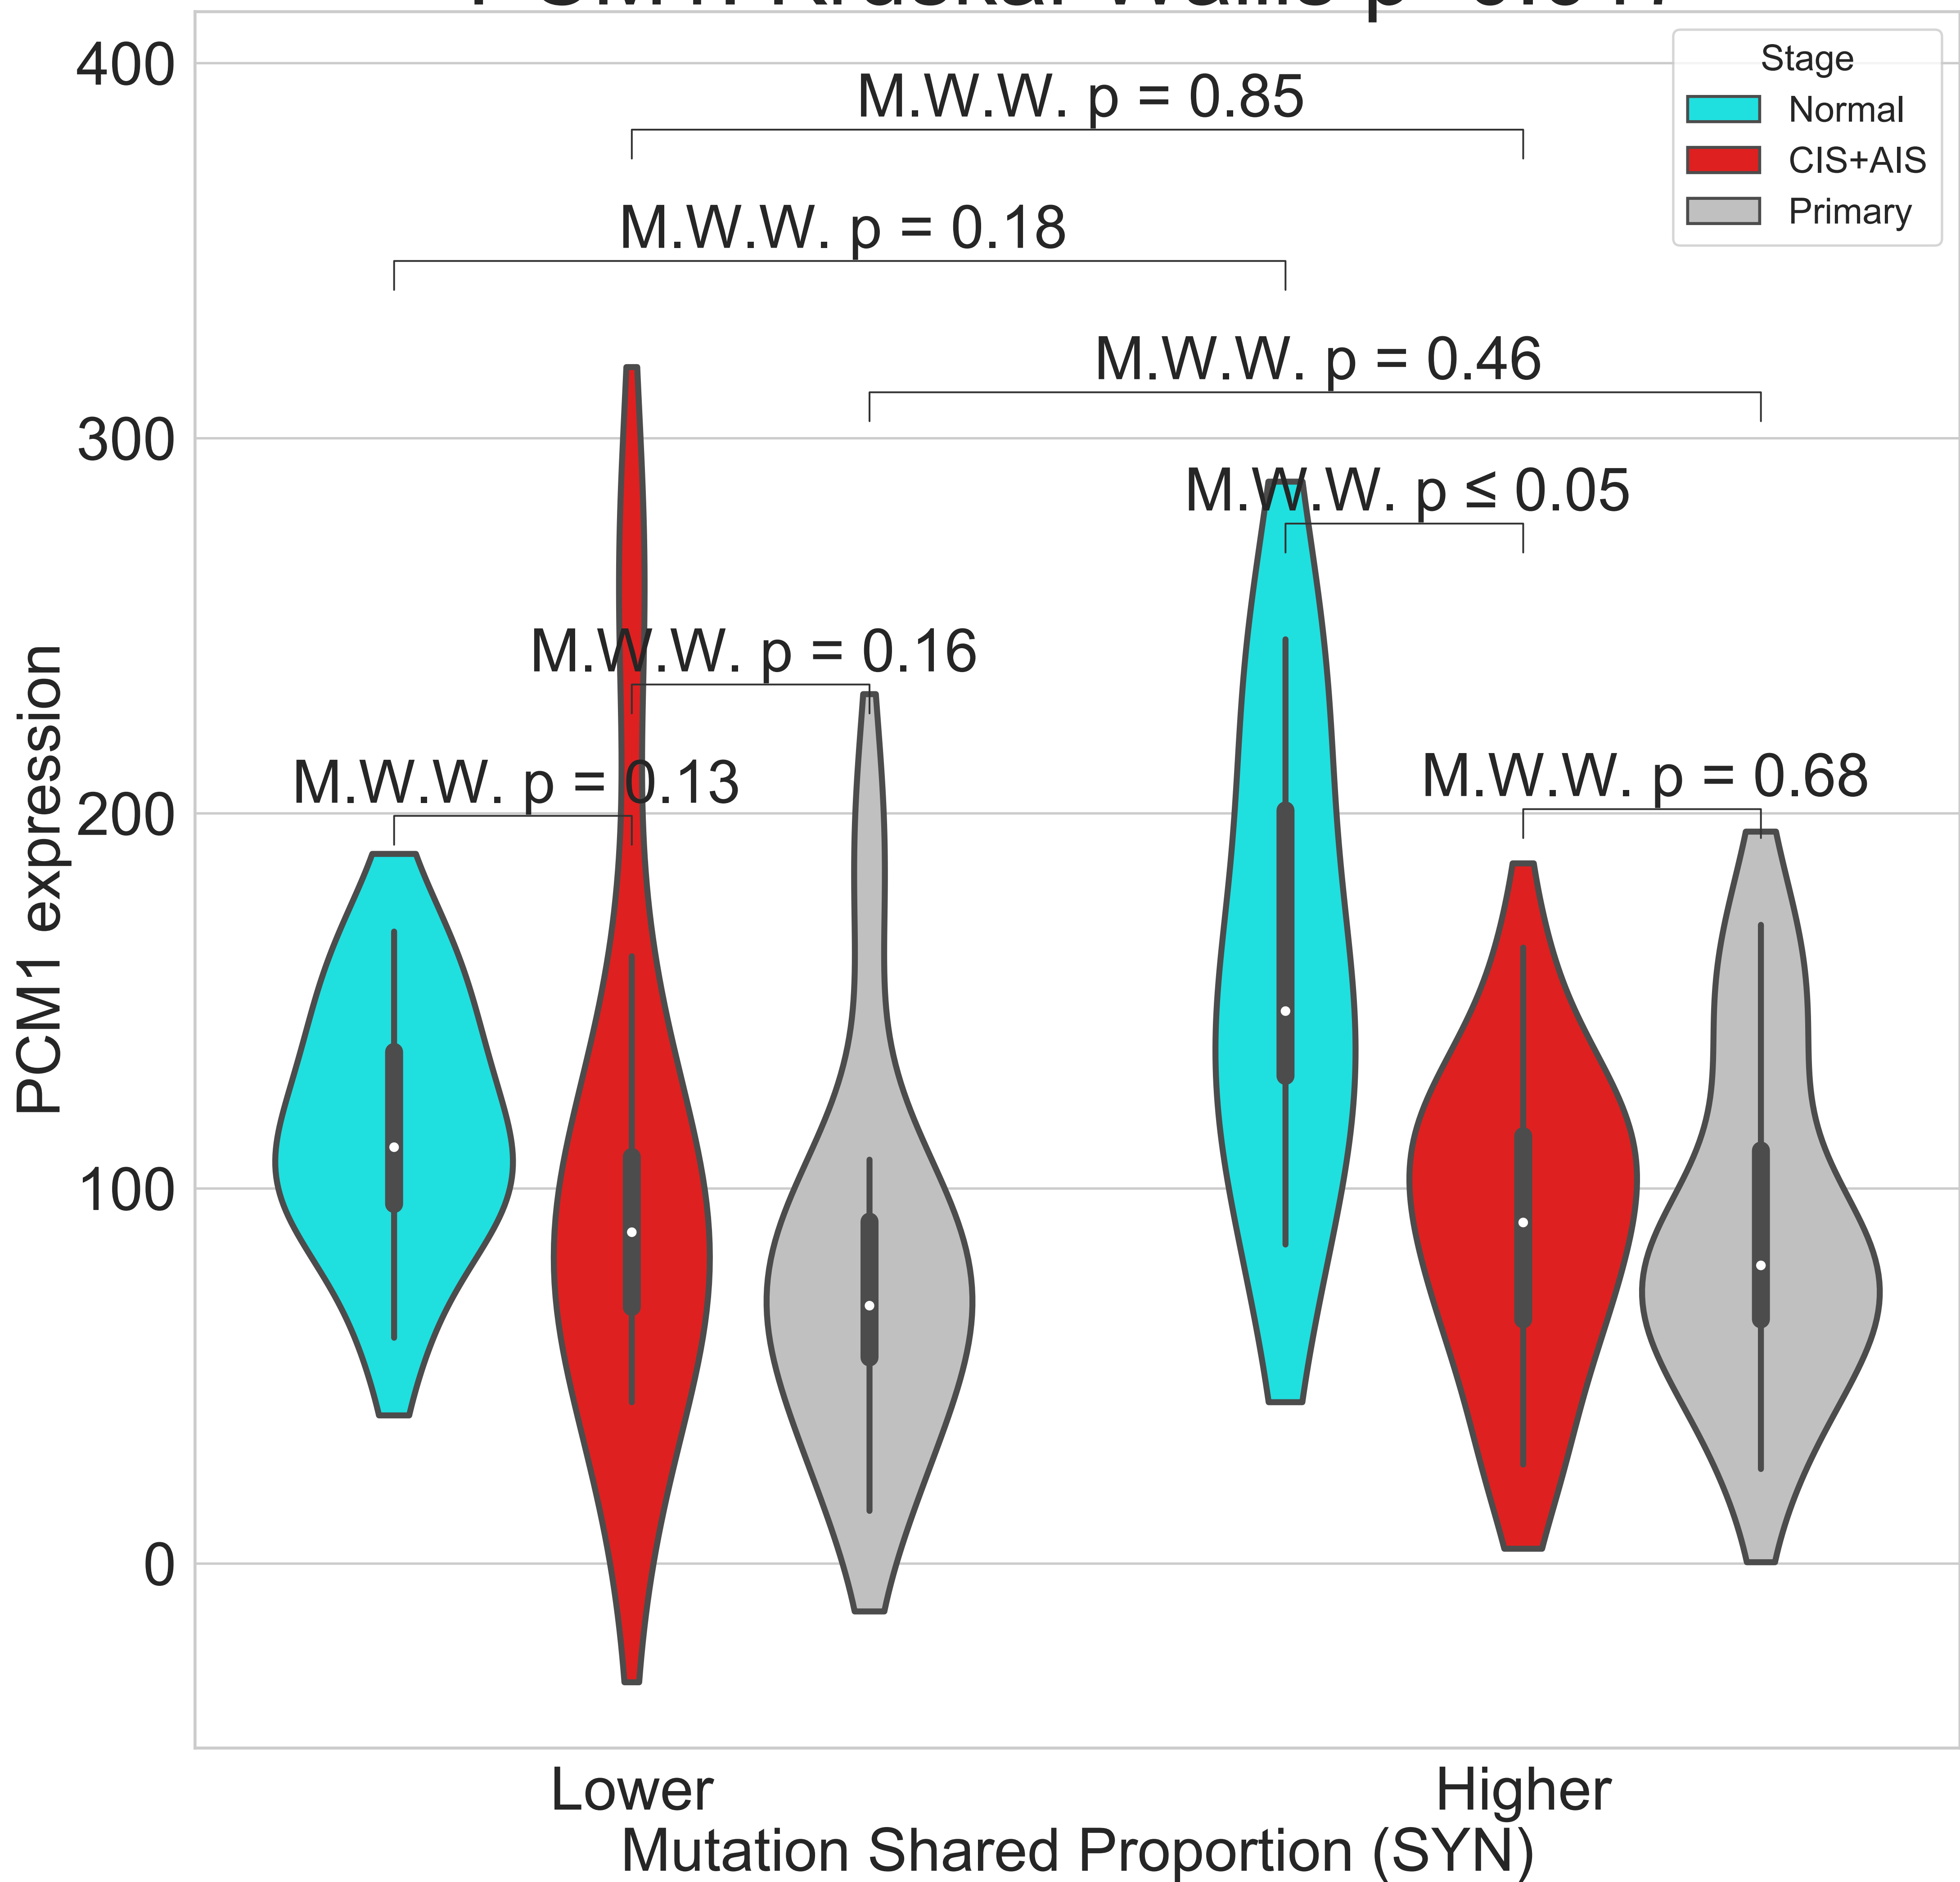 400
Stage
Normal
CIS+AIS
Primary
M.W.W. p = 0.85
M.W.W. p = 0.18
M.W.W. p = 0.46
300
M.W.W. p ≤ 0.05
M.W.W. p = 0.16
M.W.W. p = 0.13
M.W.W. p = 0.68
200
PCM1 expression
100
0
Lower
Higher
Mutation Shared Proportion (SYN)